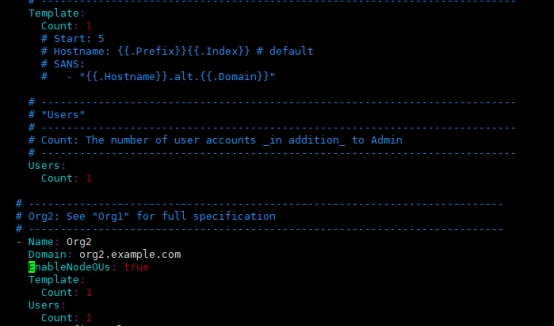 # ---------------------------------------------------------------------------
Template:
Count: 1
# Start: 5
# Hostname: {{.Prefix}}{{.Index}} # default
# SANS:
#   - "{{.Hostname}}.alt.{{.Domain}}"
# ---------------------------------------------------------------------------
# "Users"
# ---------------------------------------------------------------------------
# Count: The number of user accounts _in addition_ to Admin
# ---------------------------------------------------------------------------
Users:
Count: 1
# ---------------------------------------------------------------------------
# Org2: See "Org1" for full specification
# ---------------------------------------------------------------------------
- Name: Org2
Domain: org2.example.com
EnableNodeOUs: true
Template:
Count: 1
Users:
Count: 1